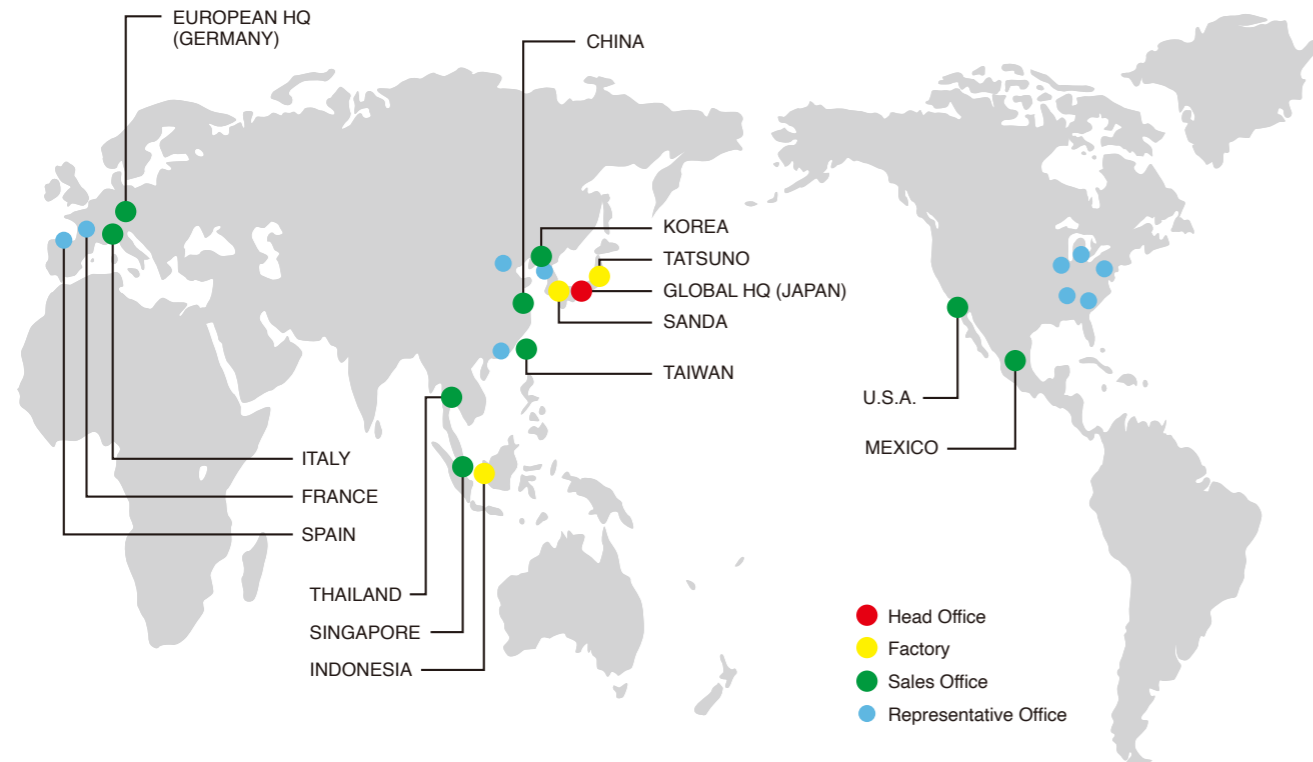 EUROPEAN HQ
(GERMANY)
CHINA
KOREA
TATSUNO
GLOBAL HQ (JAPAN)
SANDA
TAIWAN
U.S.A.
MEXICO
ITALY
FRANCE
SPAIN
THAILAND
SINGAPORE
INDONESIA
Head Office
Factory
Sales Office
Representative Office